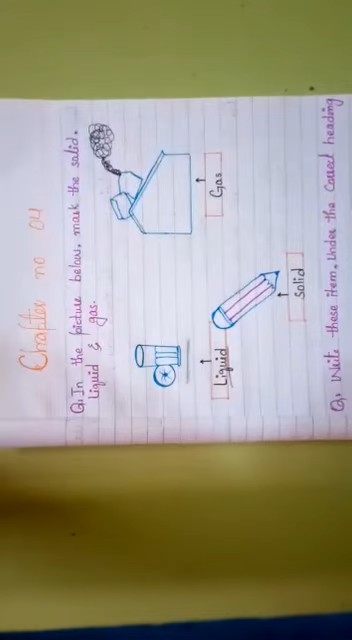 Chapter no 04
Q: In the picture below, mark the solid.
Liquid & gas.
Gas
Liquid
Solid
Q: Write these item. Under the Correct heading